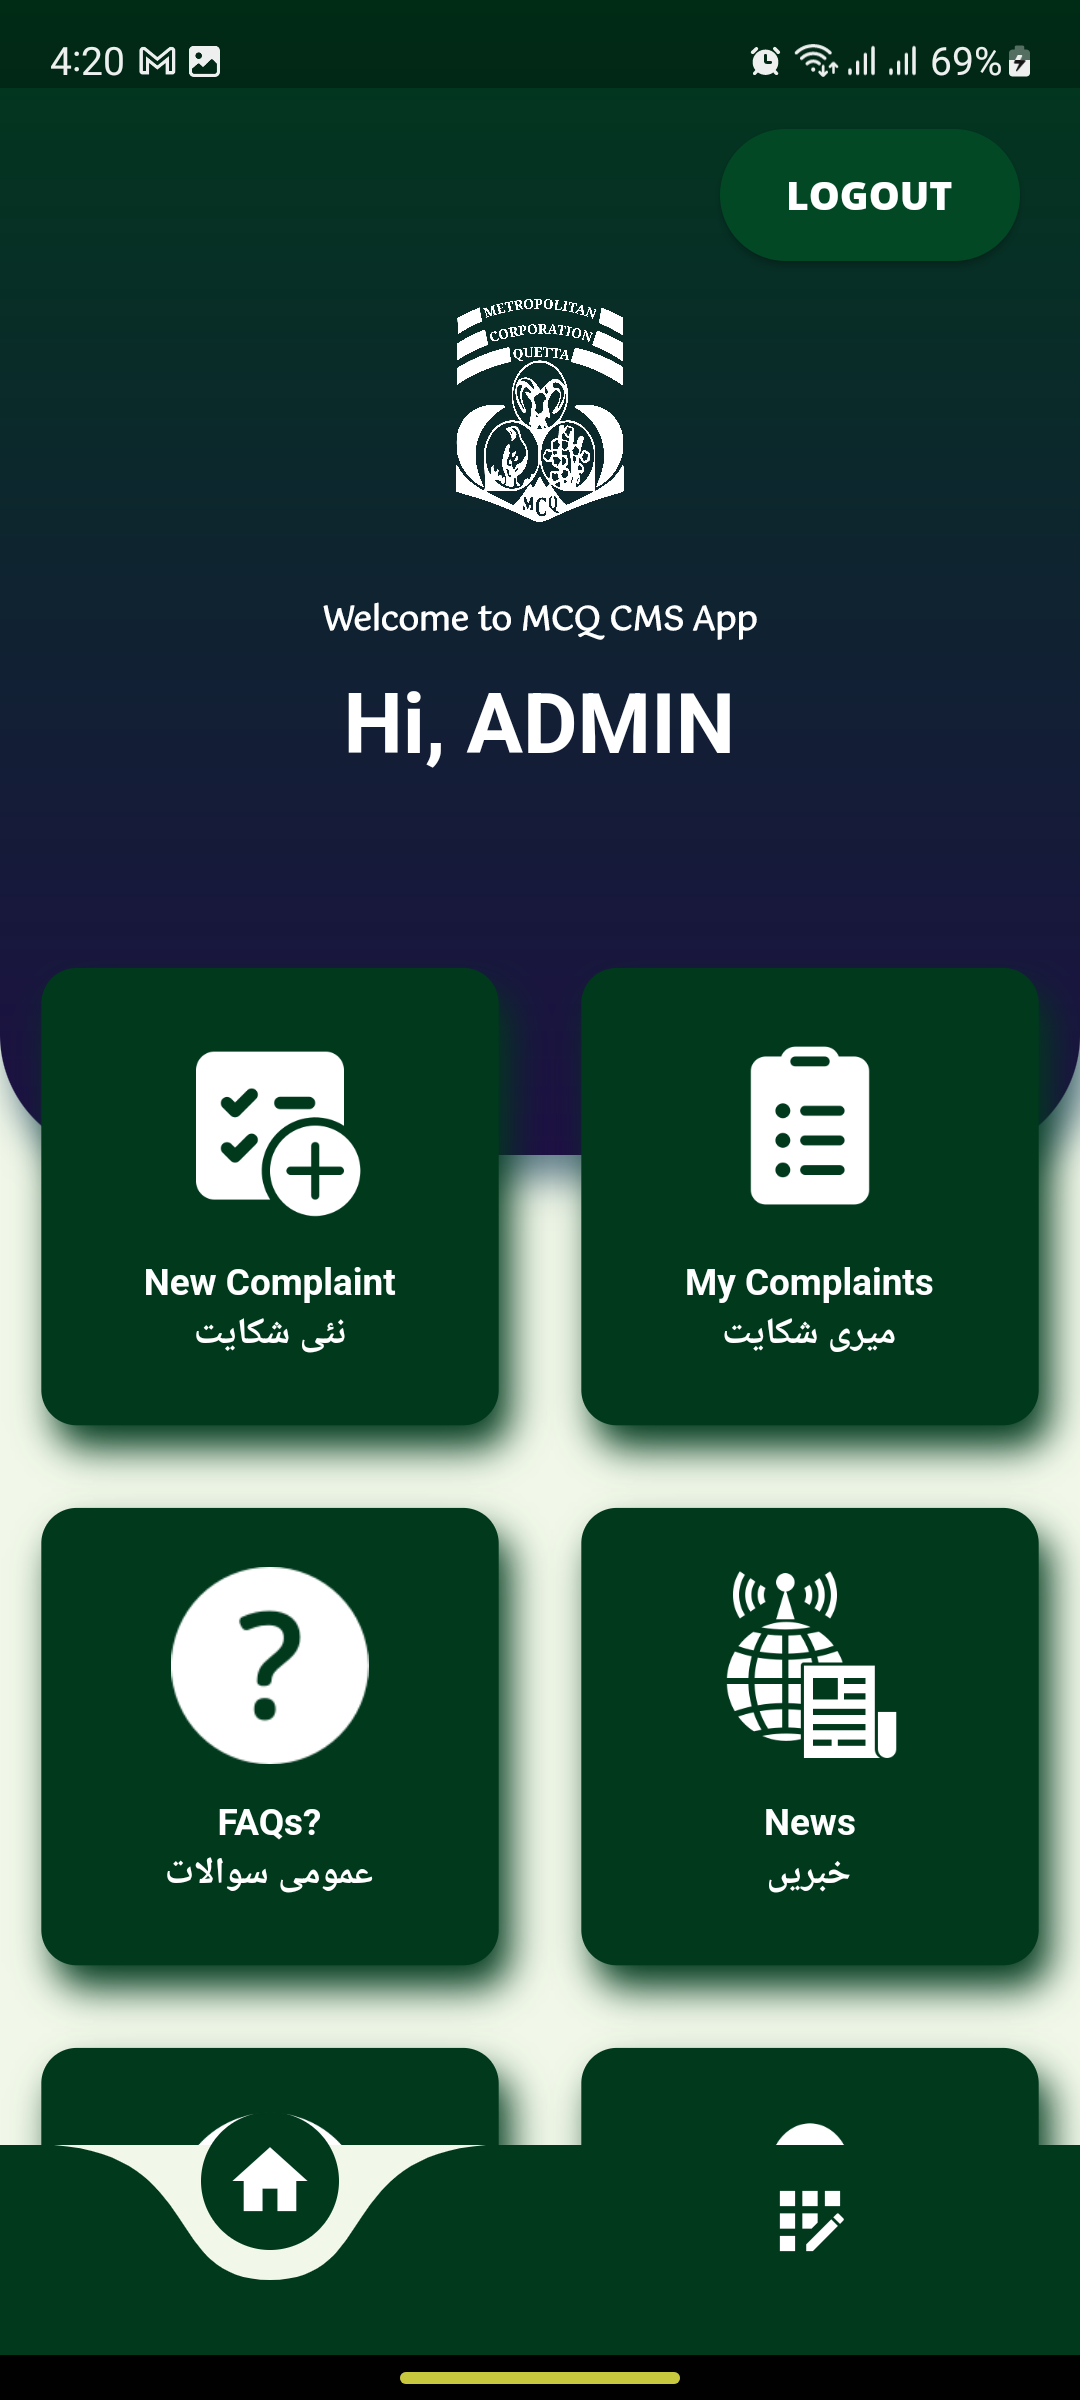 4:20
69%
LOGOUT
METROPOLITAN
CORPORATION
QUETTA
MCQ
Welcome to MCQ CMS App
Hi, ADMIN
New Complaint
نئی شکایت
My Complaints
میری شکایت
FAQs?
عمومی سوالات
News
خبریں